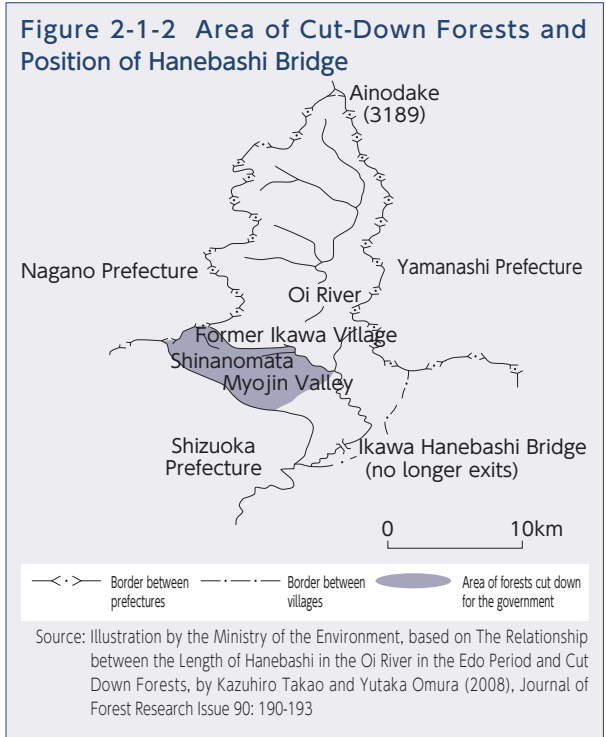 Figure 2-1-2 Area of Cut-Down Forests and
Position of Hanebashi Bridge
Ainodake
(3189)
Nagano Prefecture
Yamanashi Prefecture
Oi River
Former Ikawa Village
Shinanomata
Myojin Valley
Shizuoka
Prefecture
Ikawa Hanebashi Bridge
(no longer exits)
0 10km
Border between
prefectures
Border between
villages
Area of forests cut down
for the government
Source: Illustration by the Ministry of the Environment, based on The Relationship
between the Length of Hanebashi in the Oi River in the Edo Period and Cut
Down Forests, by Kazuhiro Takao and Yutaka Omura (2008), Journal of
Forest Research Issue 90: 190-193